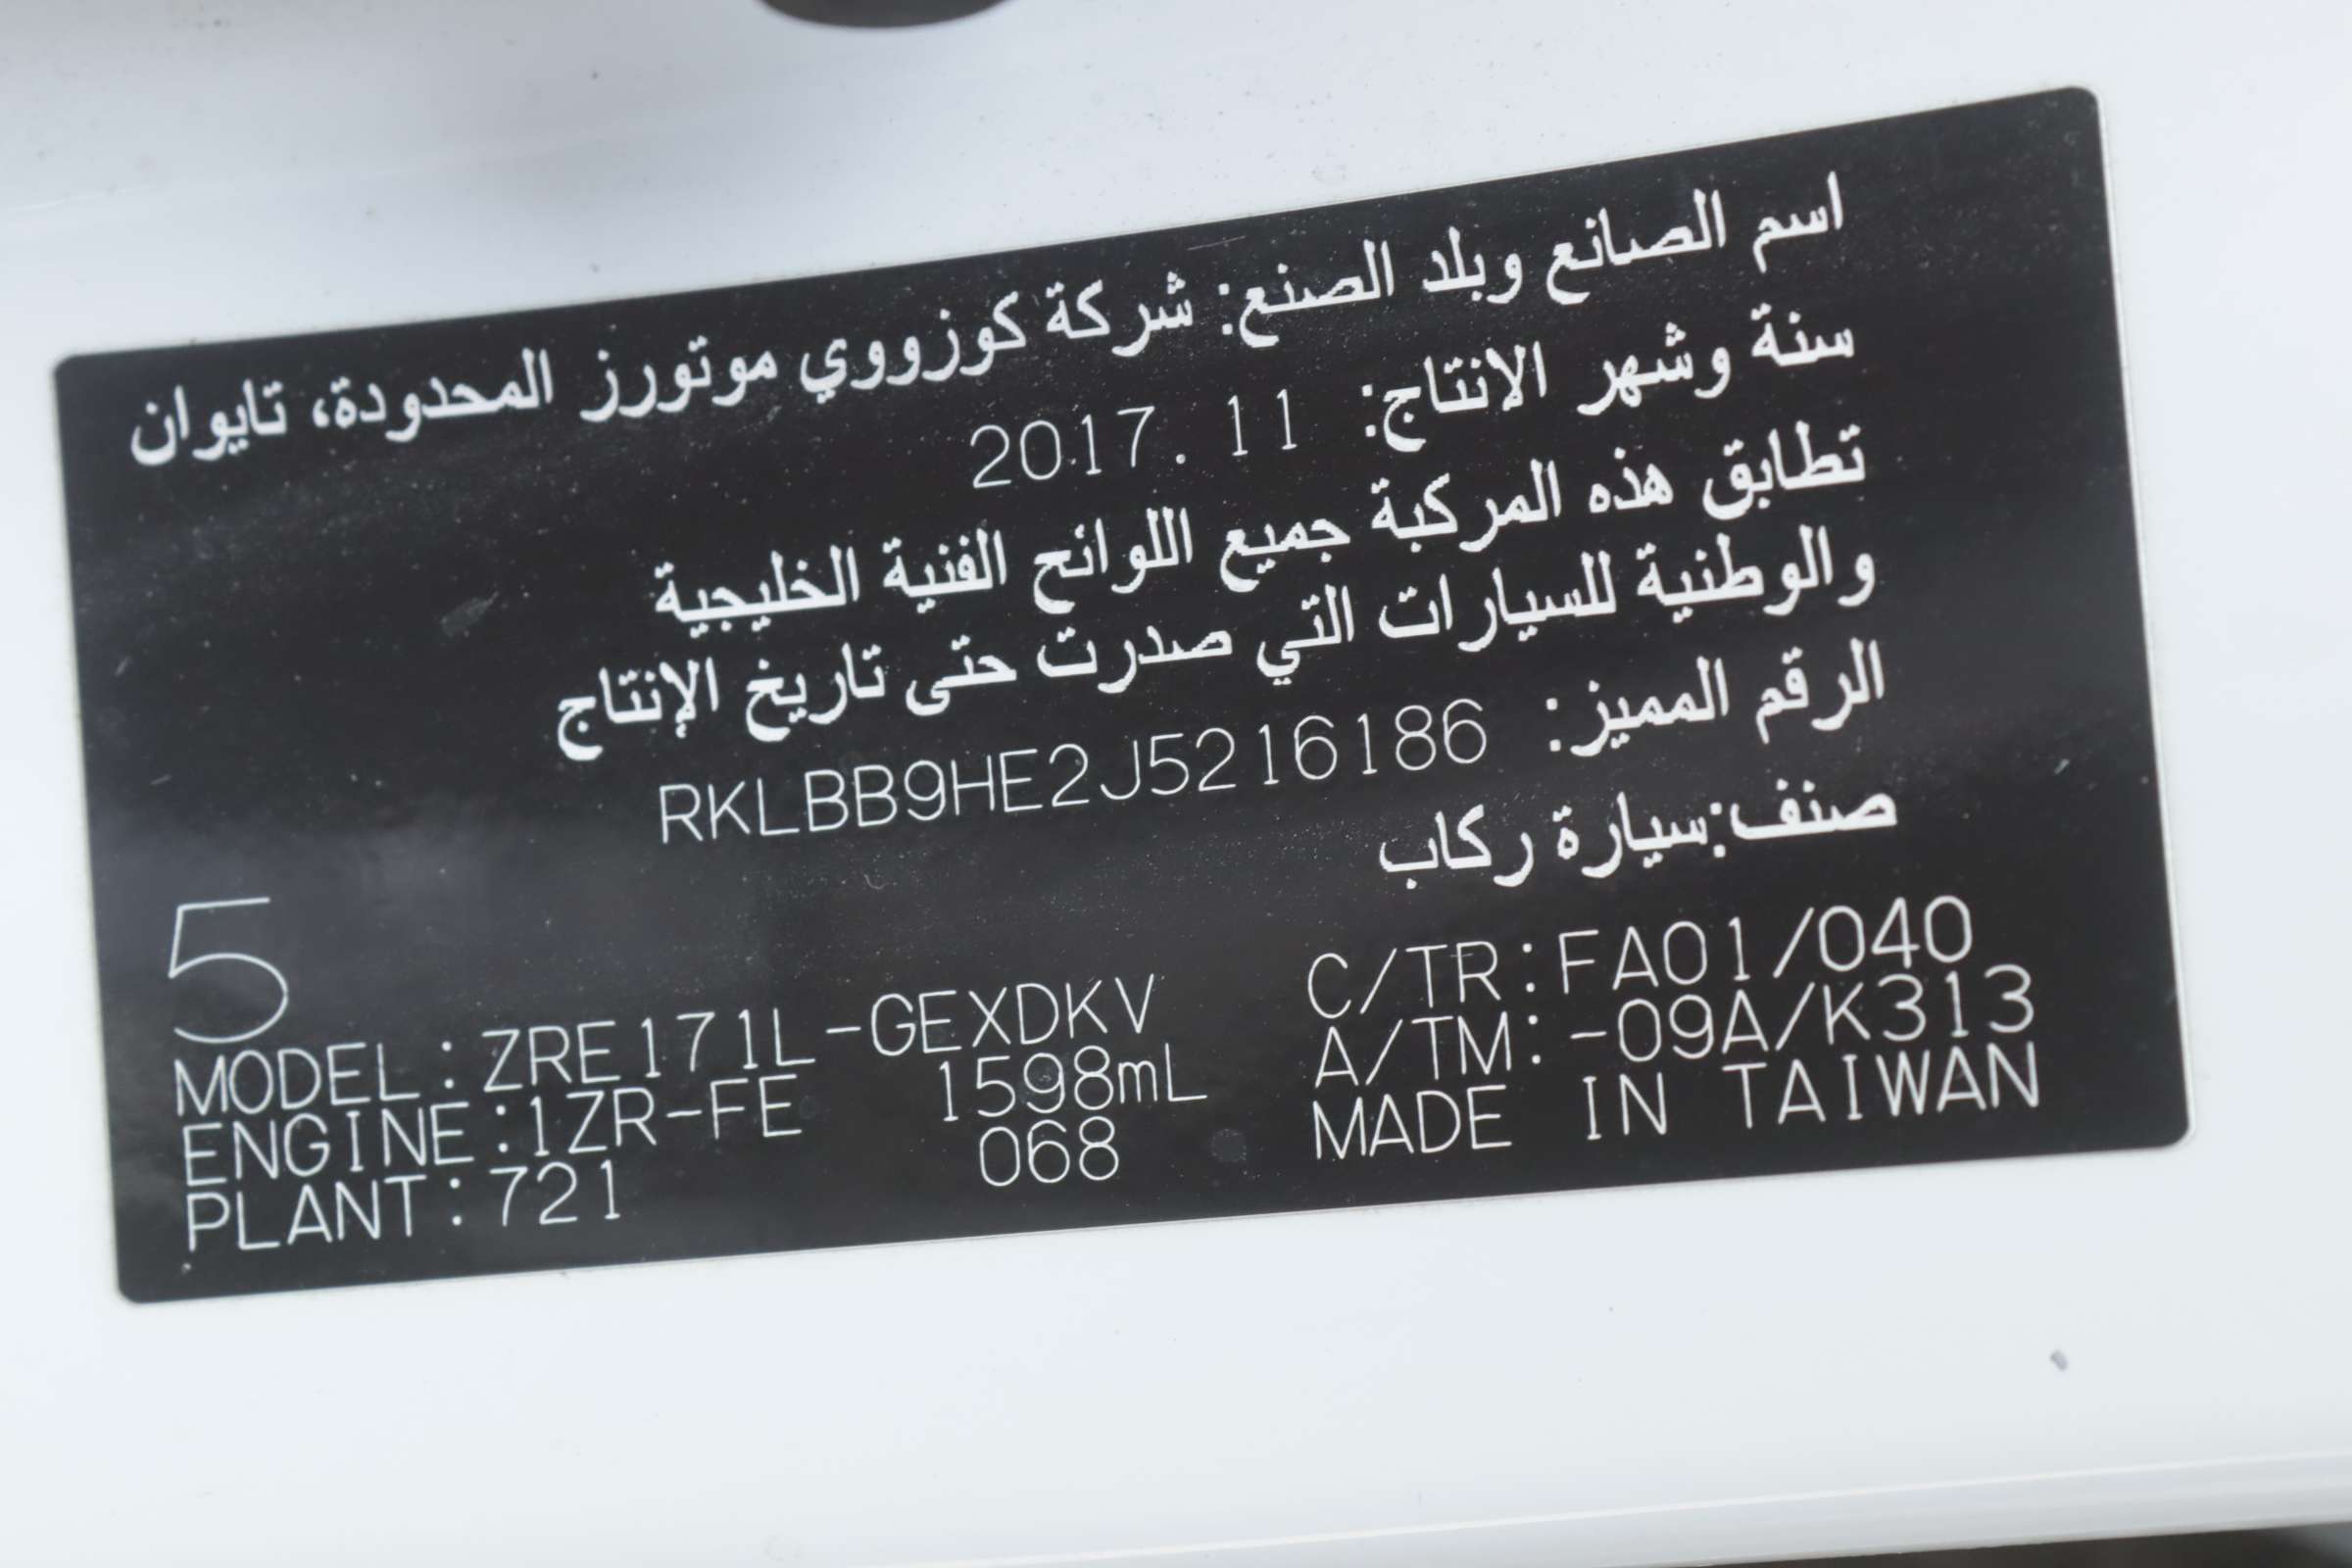 اسم الصانع وبلد الصنع: شركة كوزووي موتورز المحدودة، تايوان
سنة وشهر الانتاج: 2017. 11
تطابق هذه المركبة جميع اللوائح الفنية الخليجية
والوطنية للسيارات التي صدرت حتى تاريخ الإنتاج
الرقم المميز: RKLBB9HE2J5216186
صنف:سيارة ركاب
5
MODEL:ZRE171L-GEXDKV C/TR:FA01/040
ENGINE:1ZR-FE 1598mL A/TM:-09A/K313
PLANT:721 068 MADE IN TAIWAN